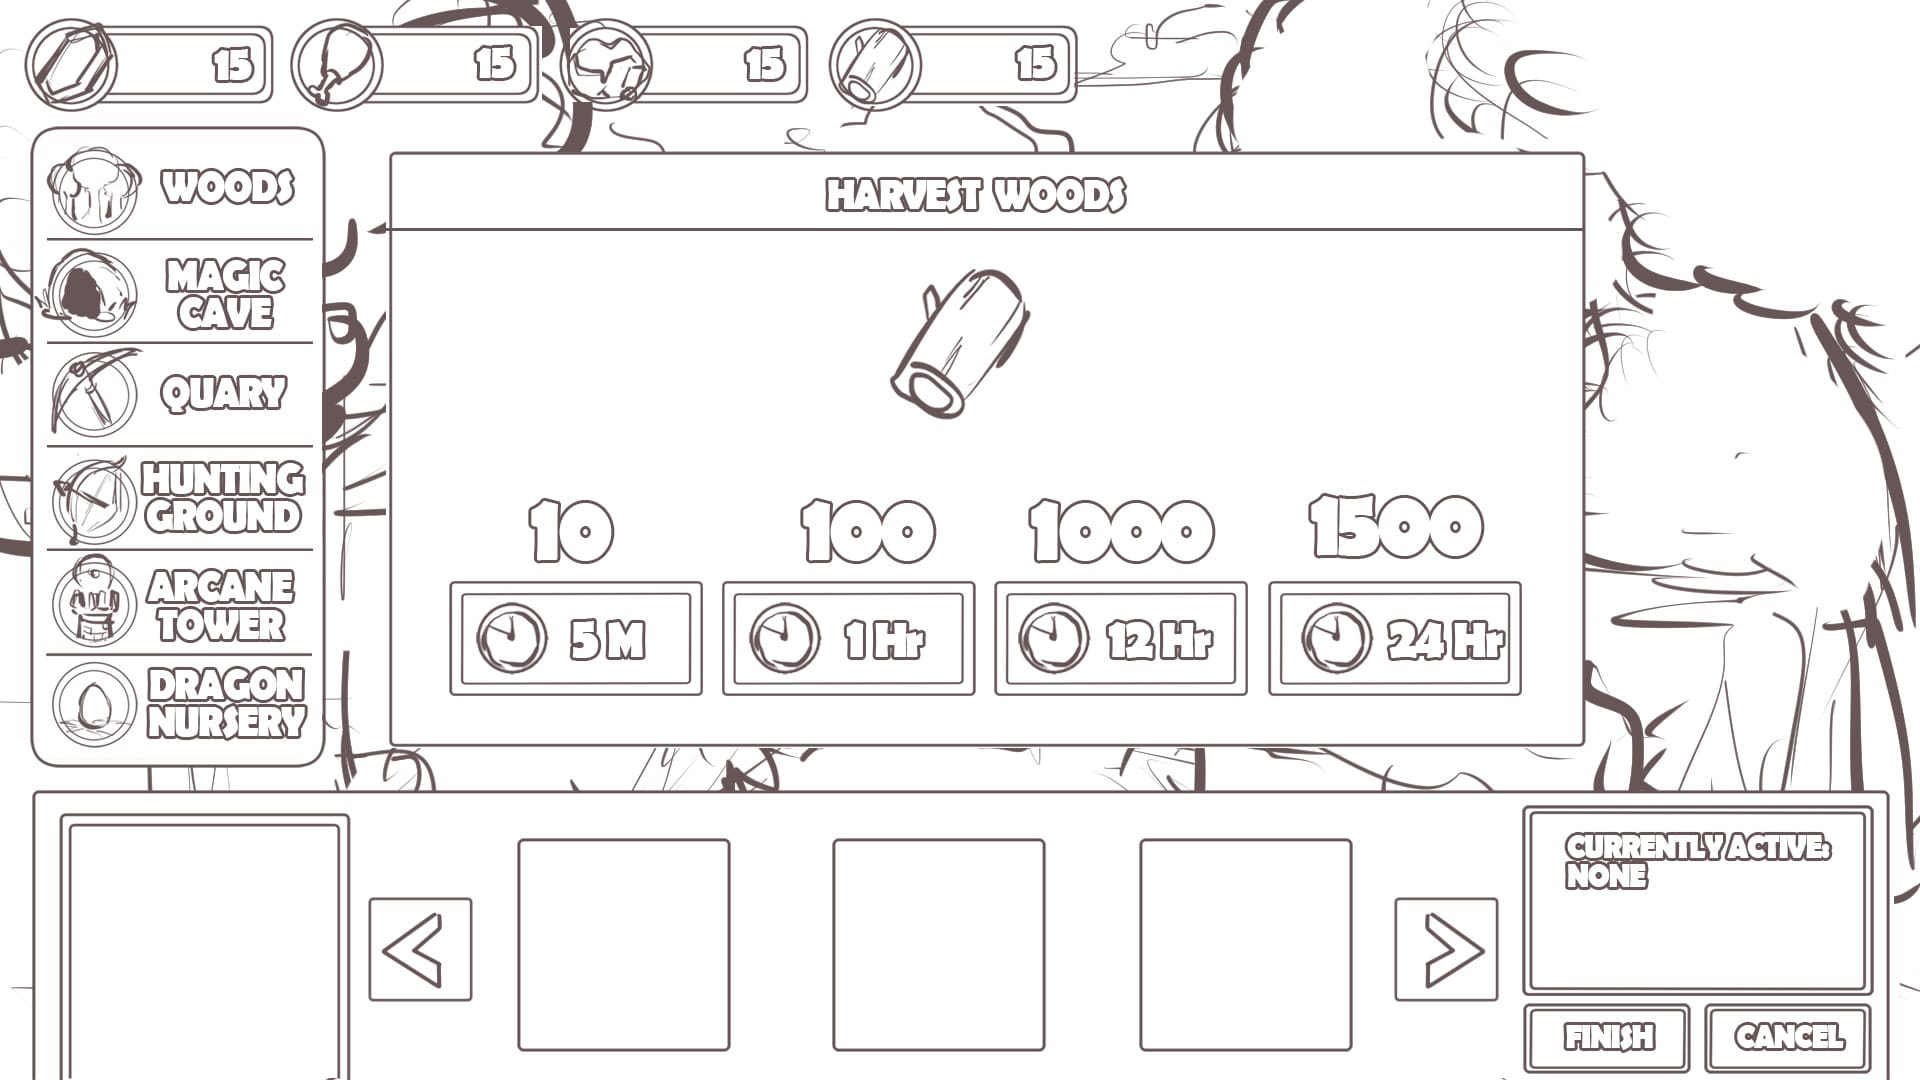 15
15
15
15
WOODS
MAGIC
CAVE
QUARY
HUNTING
GROUND
ARCANE
TOWER
DRAGON
NURSERY
HARVEST WOODS
10
100
1000
1500
5 M
1 Hr
12 Hr
24 Hr
<
>
CURRENTLY ACTIVE:
NONE
FINISH
CANCEL